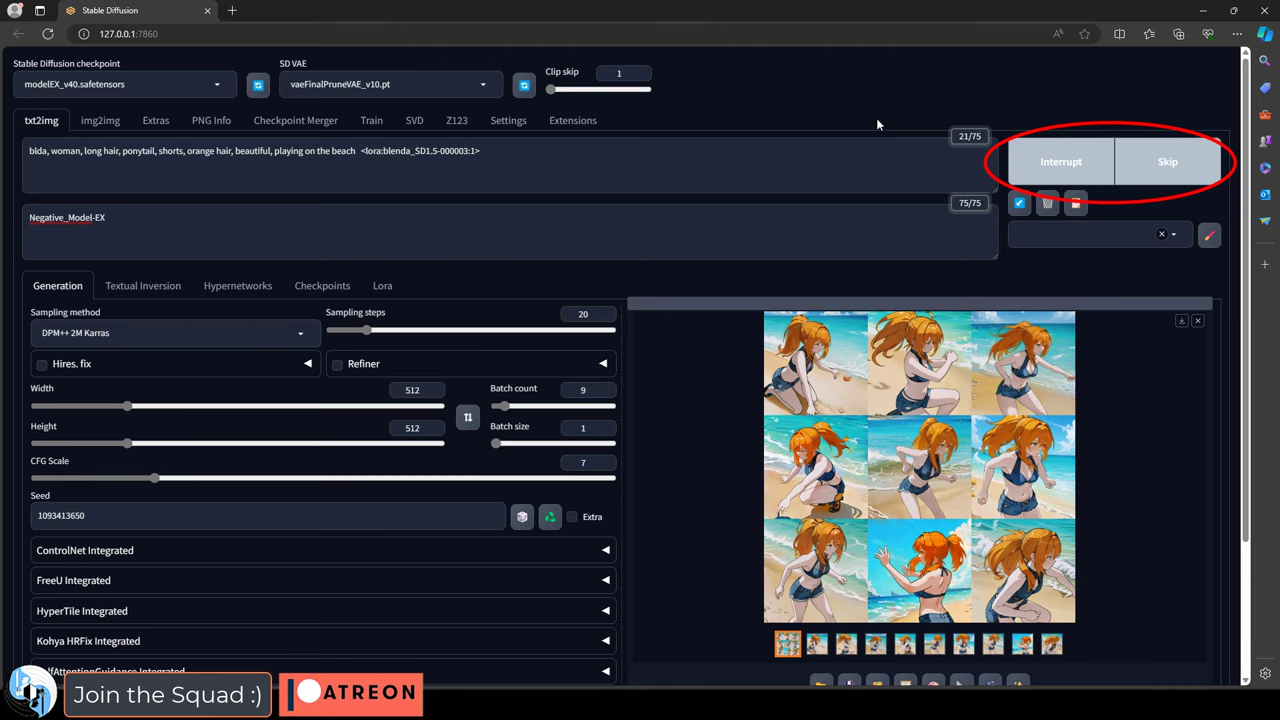 Stable Diffusion
127.0.0.1:7860
Stable Diffusion checkpoint
SD VAE
Clip skip
1
modelEX_v40.safetensors
vaeFinalPruneVAE_v10.pt
txt2img
img2img
Extras
PNG Info
Checkpoint Merger
Train
SVD
Z123
Settings
Extensions
21/75
blda, woman, long hair, ponytail, shorts, orange hair, beautiful, playing on the beach <lora:blenda_SD1.5-000003:1>
Interrupt
Skip
75/75
Negative_Model-EX
Generation
Textual Inversion
Hypernetworks
Checkpoints
Lora
Sampling method
Sampling steps
20
DPM++ 2M Karras
Hires. fix
Refiner
Width
512
Batch count
9
Height
512
Batch size
1
CFG Scale
7
Seed
1093413650
Extra
ControlNet Integrated
FreeU Integrated
HyperTile Integrated
Kohya HRFix Integrated
SelfAttentionGuidance Integrated
Join the Squad :)
PATREON